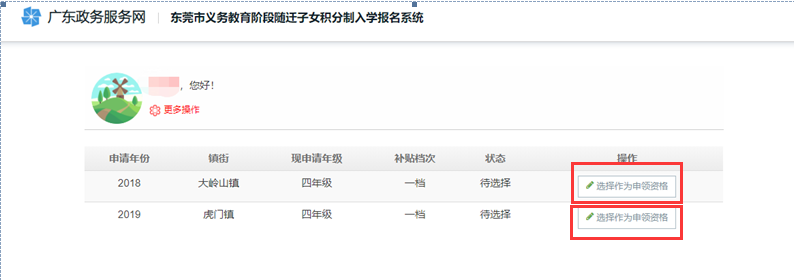 广东政务服务网 | 东莞市义务教育阶段随迁子女积分制入学报名系统
，您好！
更多操作
申请年份 镇街 现申请年级 补贴档次 状态 操作
2018 大岭山镇 四年级 一档 待选择 选择作为申领资格
2019 虎门镇 四年级 一档 待选择 选择作为申领资格